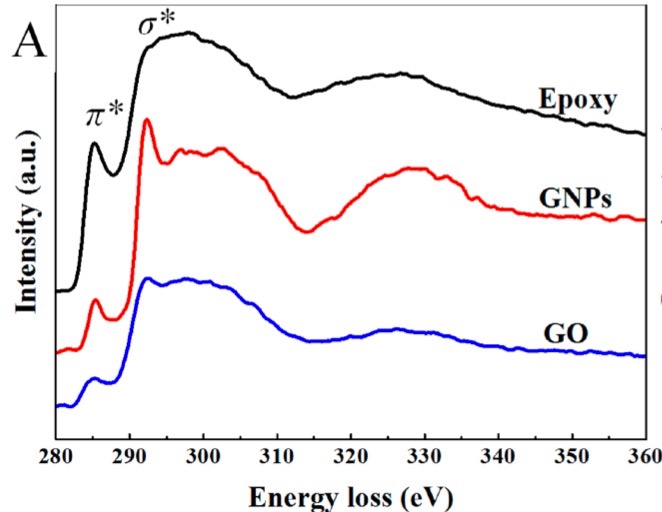 A
σ*
π*
Epoxy
GNPs
GO
Intensity (a.u.)
280 290 300 310 320 330 340 350 360
Energy loss (eV)